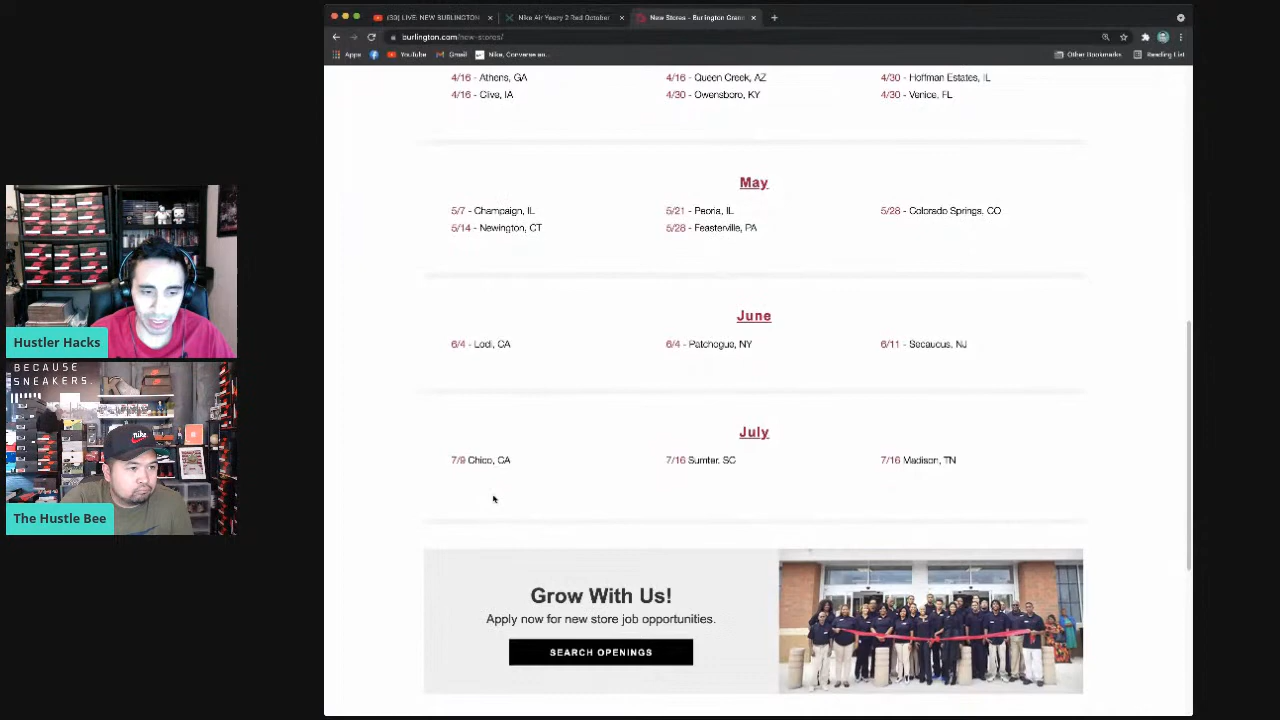 (33) LIVE: NEW BURLINGTON
Nike Air Yeezy 2 Red October
New Stores - Burlington Gran
burlington.com/new-stores/
Apps
YouTube
Gmail
Nike, Converse ao...
Other Bookmarks
Reading List
4/16 - Athens, GA
4/16 - Queen Creek, AZ
4/30 - Hoffman Estates, IL
4/16 - Clive, IA
4/30 - Owensboro, KY
4/30 - Venice, FL
May
5/7 - Champaign, IL
5/21 - Peoria, IL
5/28 - Colorado Springs, CO
5/14 - Newington, CT
5/28 - Feasterville, PA
June
6/4 - Lodi, CA
6/4 - Patchogue, NY
6/11 - Secaucus, NJ
July
7/9 Chico, CA
7/16 Sumter, SC
7/16 Madison, TN
Grow With Us!
Apply now for new store job opportunities.
SEARCH OPENINGS
Hustler Hacks
BECAUSE
SNEAKERS.
NIKE
The Hustle Bee